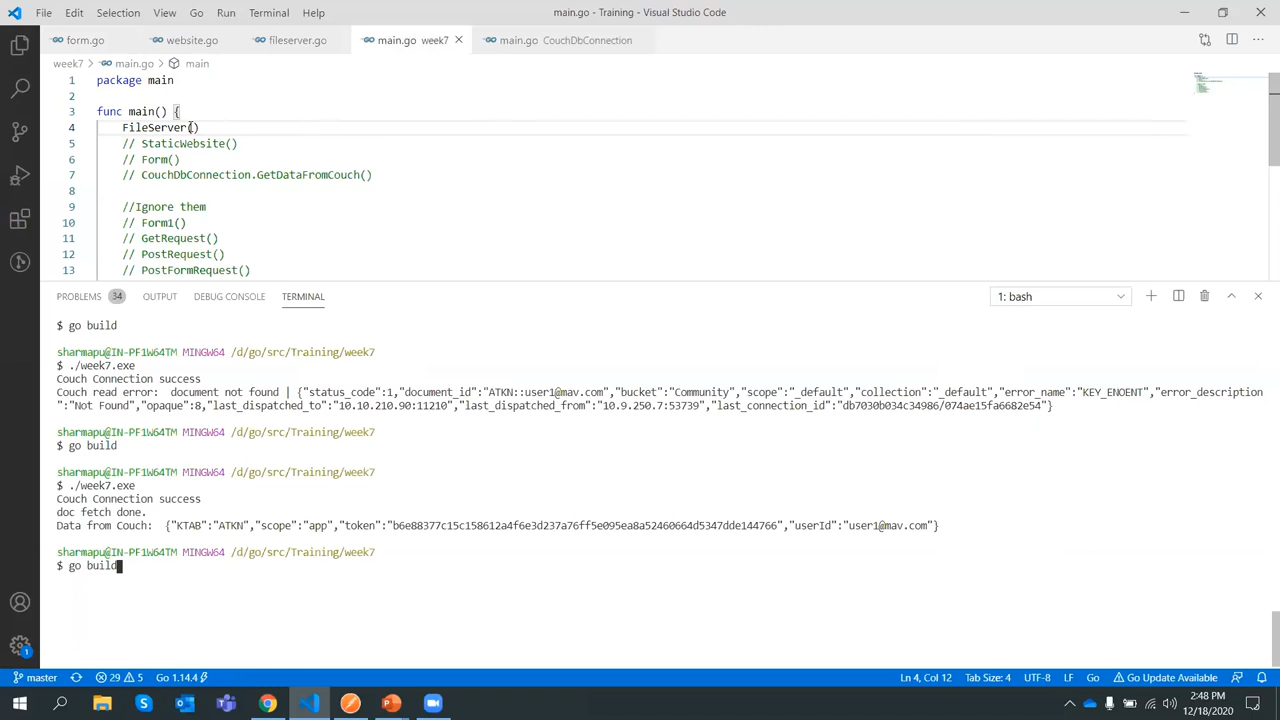 File Edit Selection View Go Run Terminal Help main.go - Training - Visual Studio Code
form.go website.go fileserver.go main.go week7 main.go CouchDbConnection
week7 > main.go > main
1 package main
2
3 func main() {
4 FileServer()
5 // StaticWebsite()
6 // Form()
7 // CouchDbConnection.GetDataFromCouch()
8
9 //Ignore them
10 // Form1()
11 // GetRequest()
12 // PostRequest()
13 // PostFormRequest()
PROBLEMS 34 OUTPUT DEBUG CONSOLE TERMINAL 1: bash
$ go build
sharmapu@IN-PF1W64TM MINGW64 /d/go/src/Training/week7
$ ./week7.exe
Couch Connection success
Couch read error:  document not found | {"status_code":1,"document_id":"ATKN::user1@mav.com","bucket":"Community","scope":"_default","collection":"_default","error_name":"KEY_ENOENT","error_description
":"Not Found","opaque":8,"last_dispatched_to":"10.10.210.90:11210","last_dispatched_from":"10.9.250.7:53739","last_connection_id":"db7030b034c34986/074ae15fa6682e54"}
sharmapu@IN-PF1W64TM MINGW64 /d/go/src/Training/week7
$ go build
sharmapu@IN-PF1W64TM MINGW64 /d/go/src/Training/week7
$ ./week7.exe
Couch Connection success
doc fetch done.
Data from Couch:  {"KTAB":"ATKN","scope":"app","token":"b6e88377c15c158612a4f6e3d237a76ff5e095ea8a52460664d5347dde144766","userId":"user1@mav.com"}
sharmapu@IN-PF1W64TM MINGW64 /d/go/src/Training/week7
$ go build
master 29 5 Go 1.14.4 Ln 4, Col 12 Tab Size: 4 UTF-8 LF Go Go Update Available
1
2:48 PM
12/18/2020